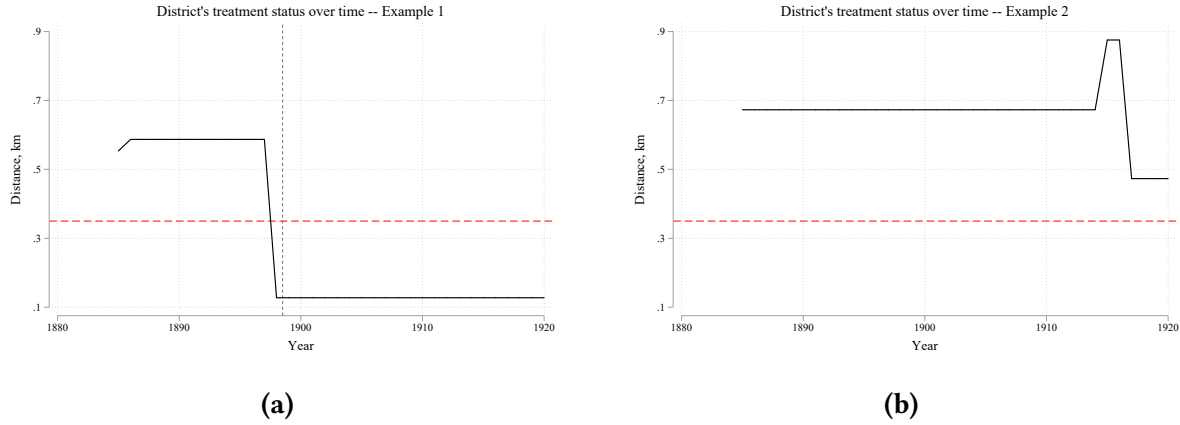 District's treatment status over time -- Example 1
.9
.7
.5
.3
.1
Distance, km
1880
1890
1900
1910
1920
Year
(a)
District's treatment status over time -- Example 2
.9
.7
.5
.3
.1
Distance, km
1880
1890
1900
1910
1920
Year
(b)